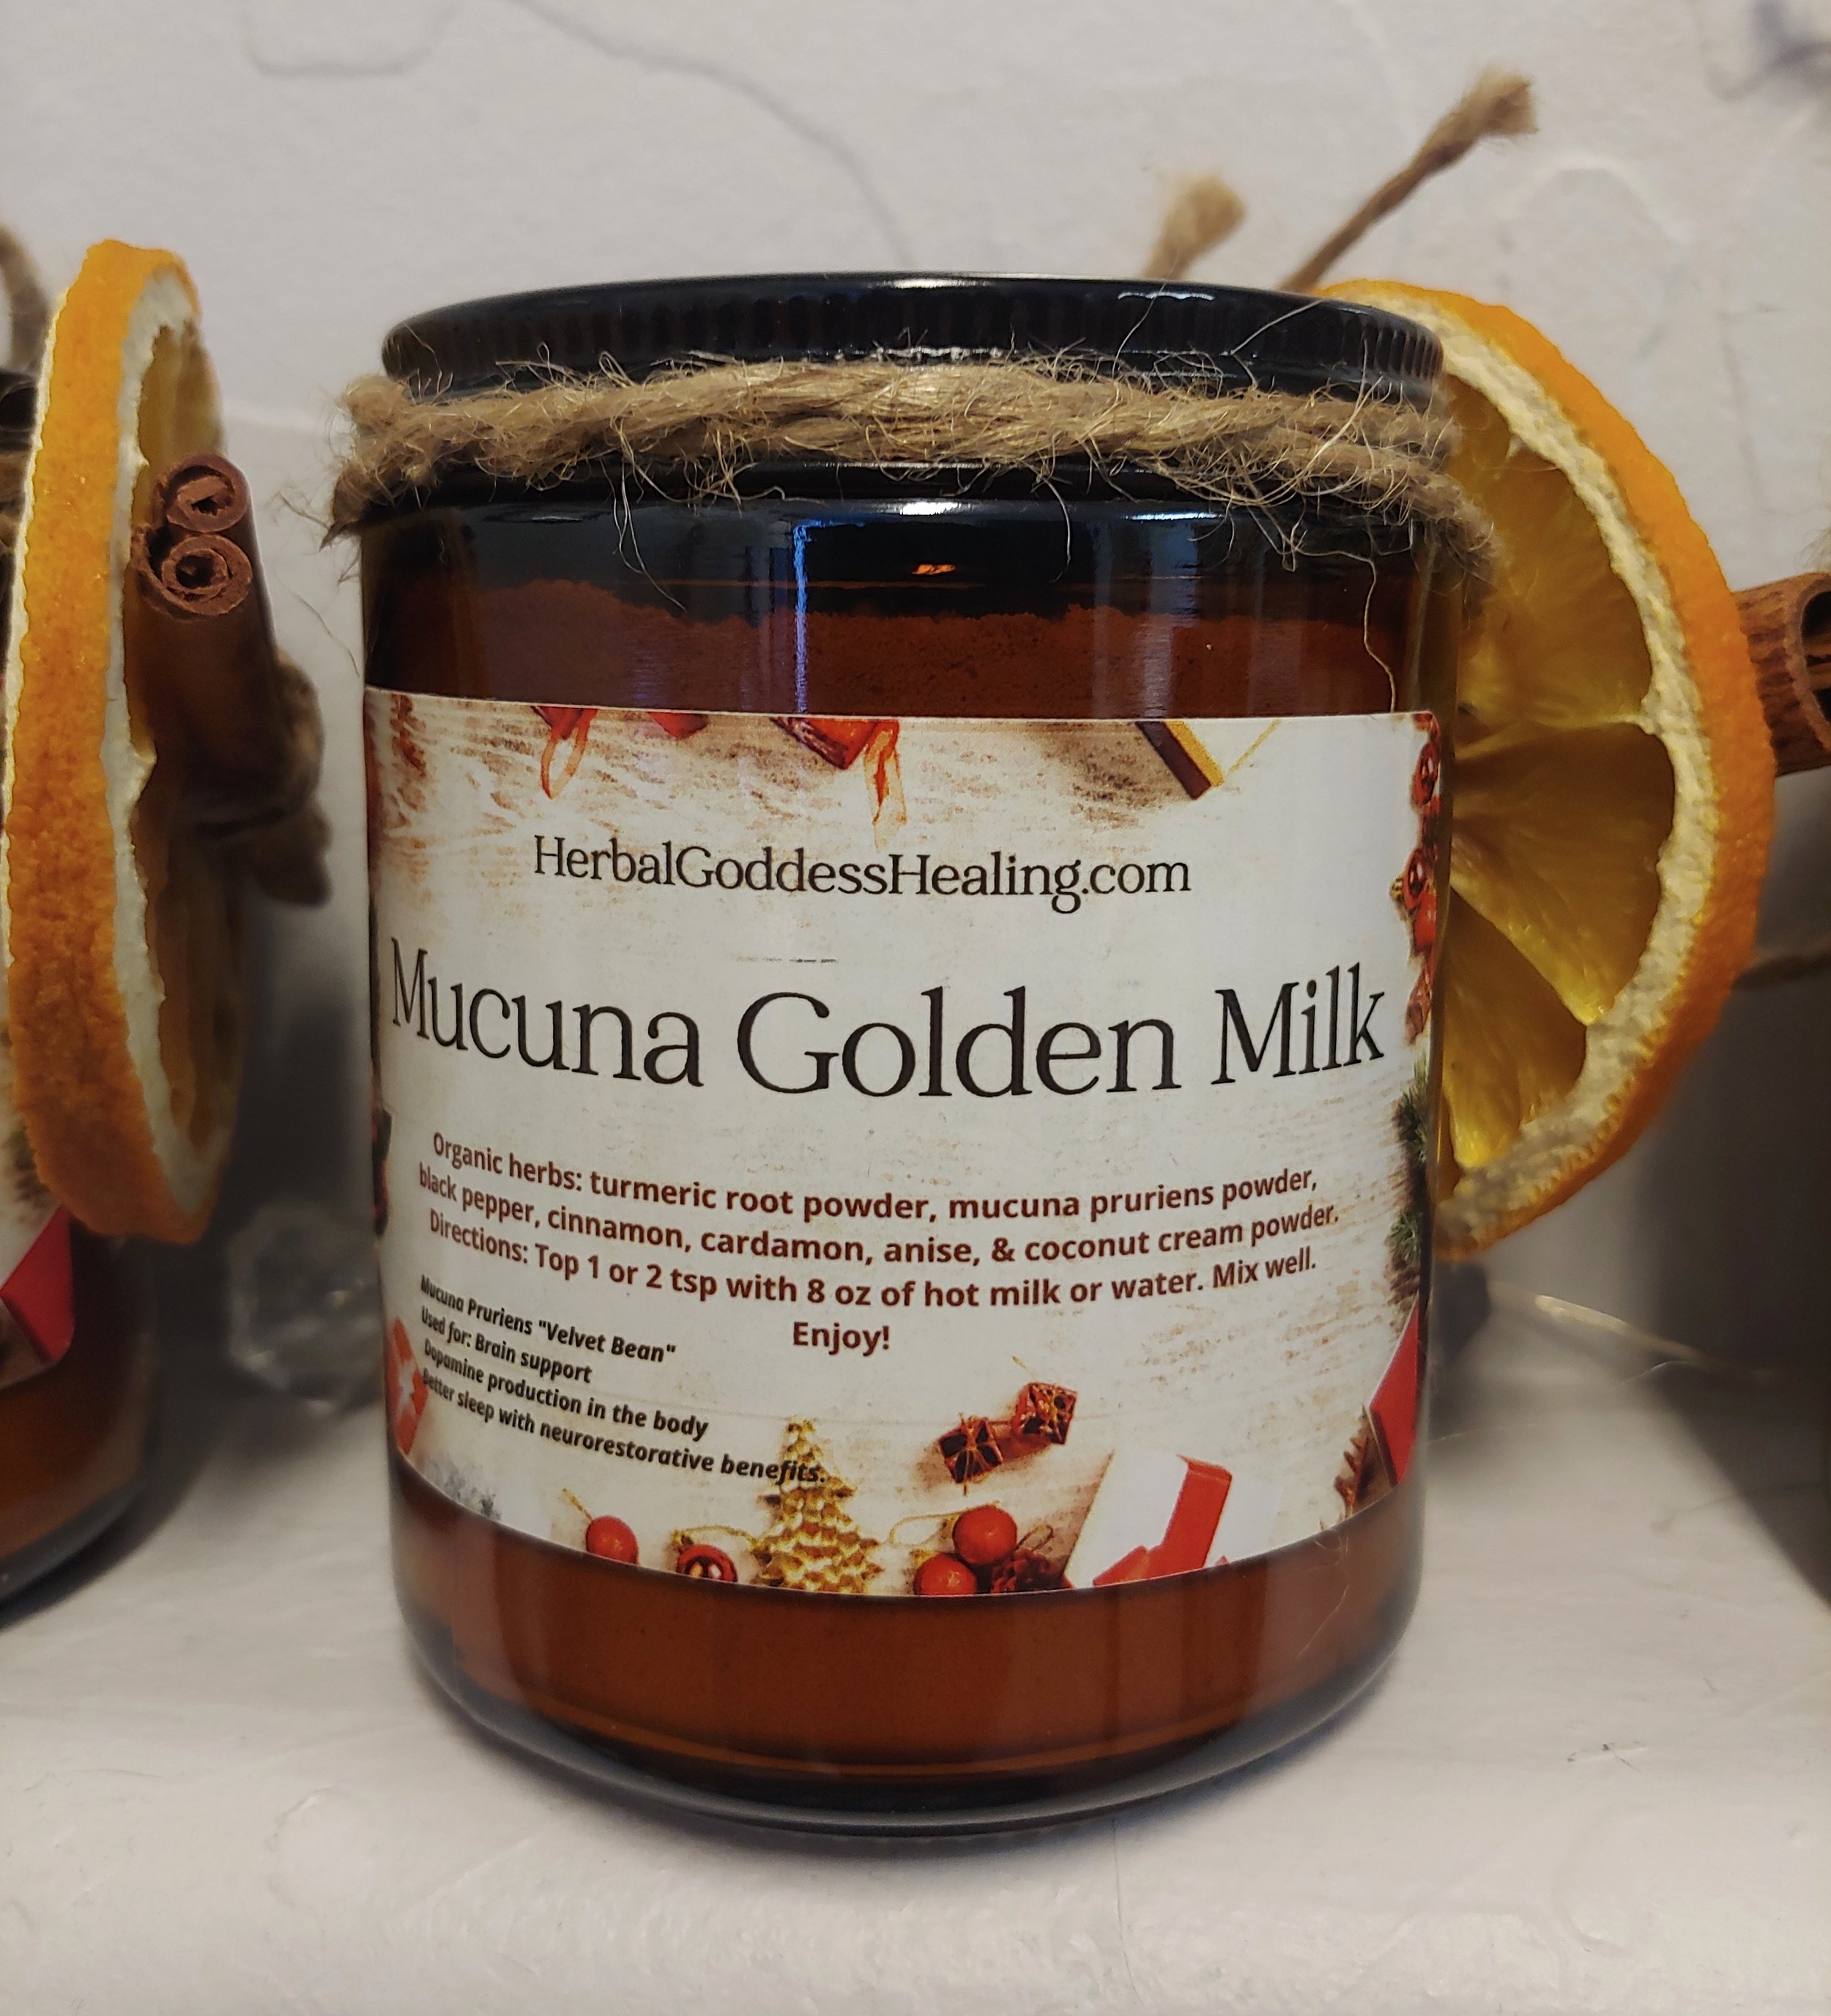 HerbalGoddessHealing.com
Mucuna Golden Milk
Organic herbs: turmeric root powder, mucuna pruriens powder,
black pepper, cinnamon, cardamon, anise, & coconut cream powder.
Directions: Top 1 or 2 tsp with 8 oz of hot milk or water. Mix well.
Enjoy!
Mucuna Pruriens "Velvet Bean"
Used for: Brain support
Dopamine production in the body
Better sleep with neurorestorative benefits.